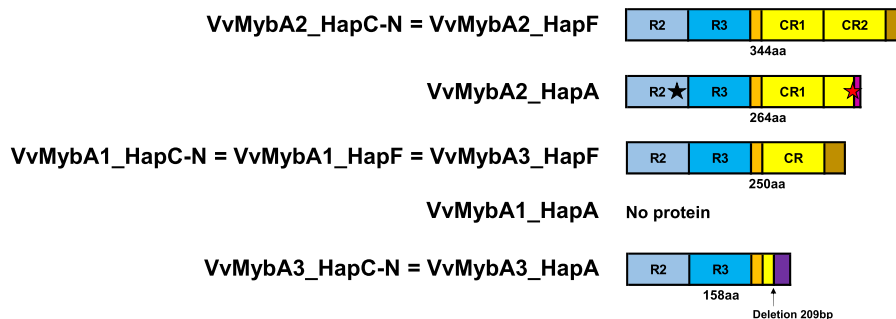 VvMybA2_HapC-N = VvMybA2_HapF R2 R3 CR1 CR2
344aa
VvMybA2_HapA R2 R3 CR1
264aa
VvMybA1_HapC-N = VvMybA1_HapF = VvMybA3_HapF R2 R3 CR
250aa
VvMybA1_HapA No protein
VvMybA3_HapC-N = VvMybA3_HapA R2 R3
158aa
Deletion 209bp